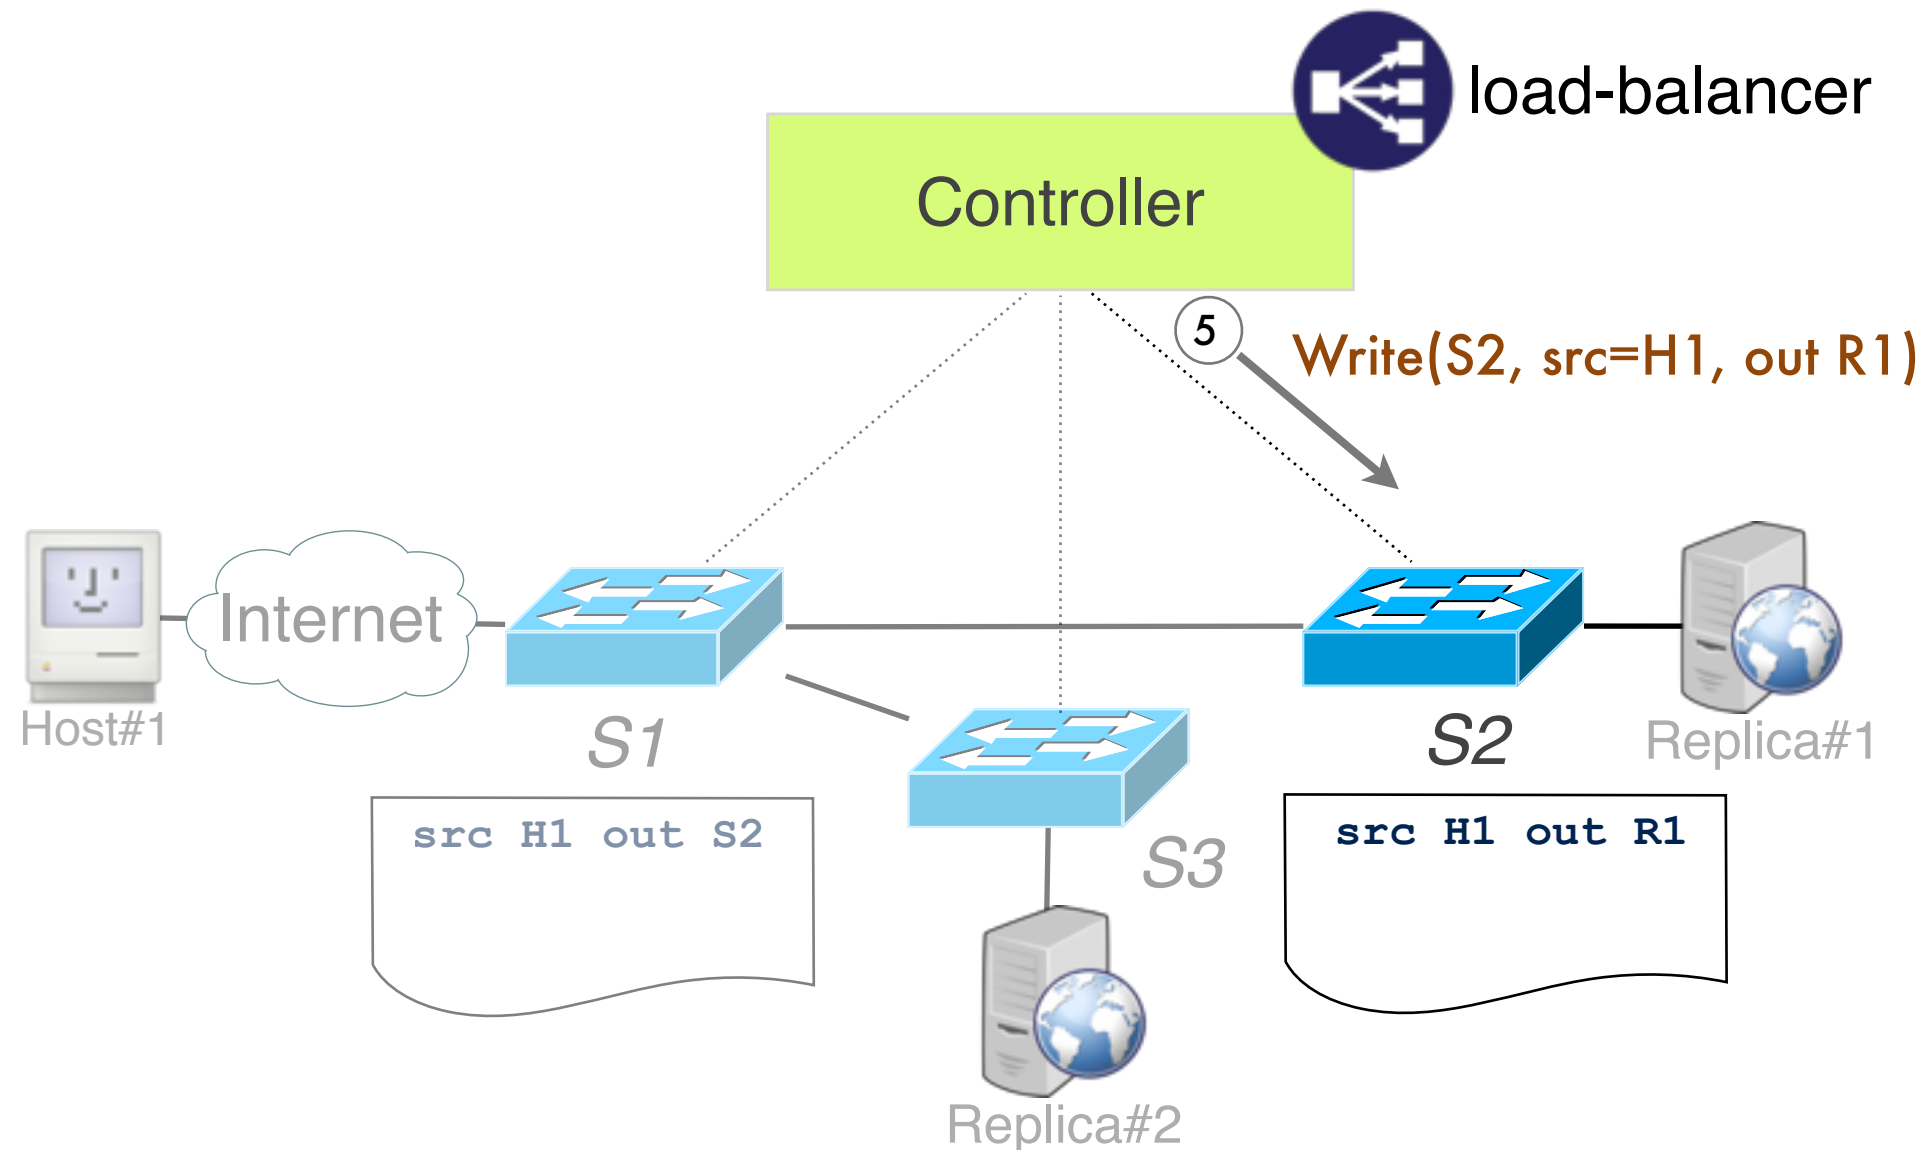 load-balancer
Controller
5
Write(S2, src=H1, out R1)
Internet
Host#1
S1
S2
Replica#1
src H1 out S2
src H1 out R1
S3
Replica#2